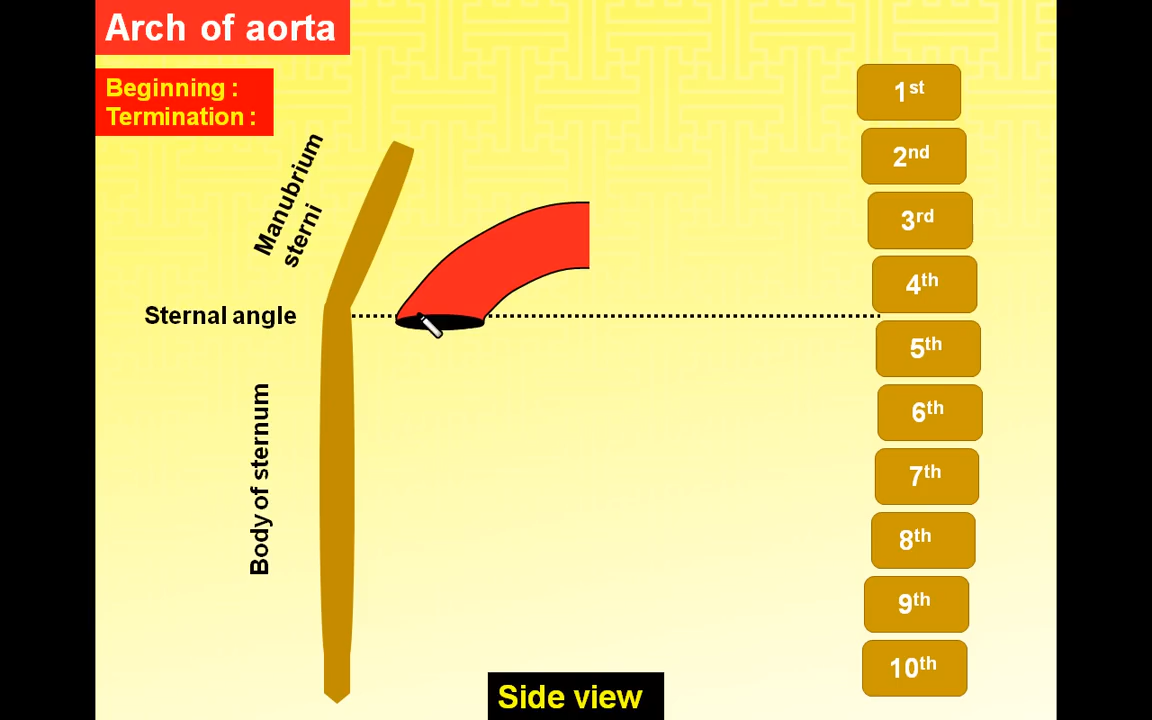 Arch of aorta
Beginning :
Termination :
Manubrium
sterni
Sternal angle
Body of sternum
1st
2nd
3rd
4th
5th
6th
7th
8th
9th
10th
Side view